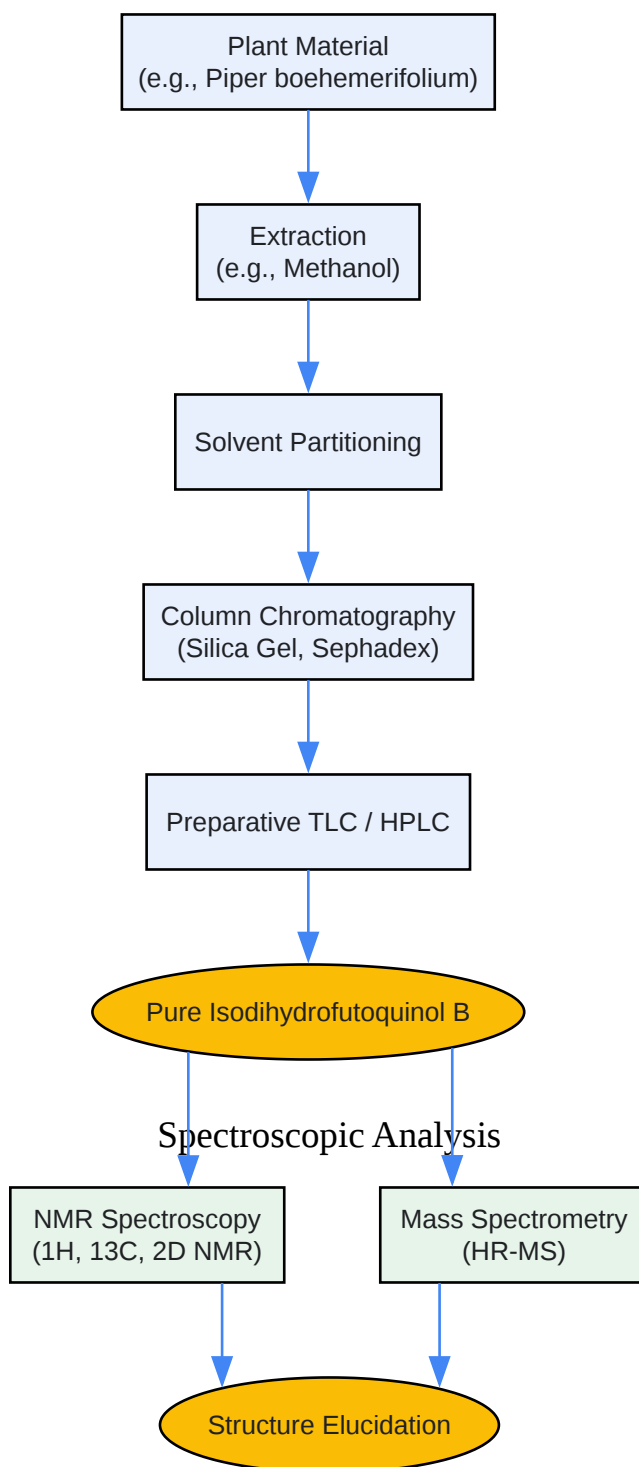 Plant Material
(e.g., Piper boehemerifolium)
Extraction
(e.g., Methanol)
Solvent Partitioning
Column Chromatography
(Silica Gel, Sephadex)
Preparative TLC / HPLC
Pure Isodihydrofutoquinol B
Spectroscopic Analysis
NMR Spectroscopy
(1H, 13C, 2D NMR)
Mass Spectrometry
(HR-MS)
Structure Elucidation